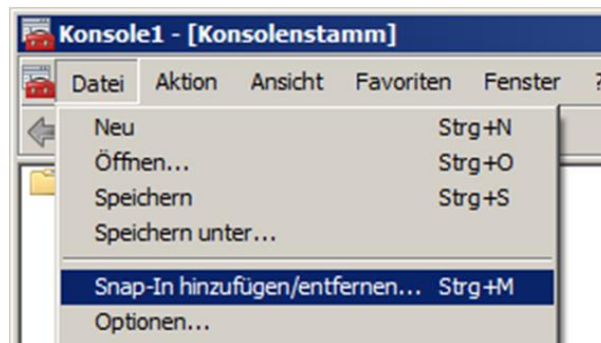 Konsole1 - [Konsolenstamm]
Datei Aktion Ansicht Favoriten Fenster ?
Neu Strg+N
Öffnen... Strg+O
Speichern Strg+S
Speichern unter...
Snap-In hinzufügen/entfernen... Strg+M
Optionen...